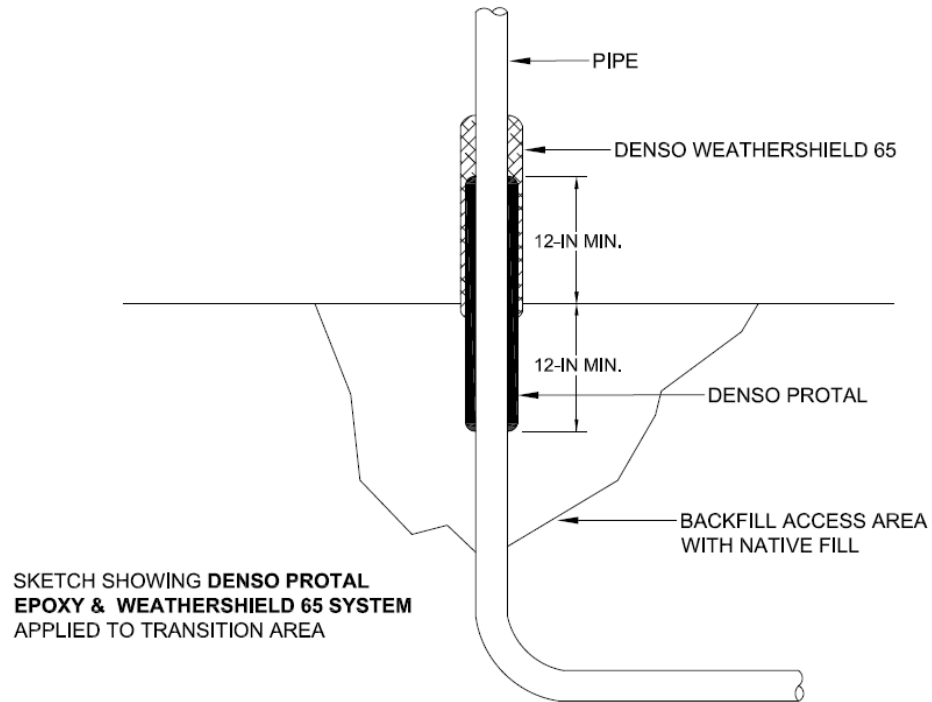 PIPE
DENSO WEATHERSHIELD 65
12-IN MIN.
12-IN MIN.
DENSO PROTAL
BACKFILL ACCESS AREA
WITH NATIVE FILL
SKETCH SHOWING DENSO PROTAL
EPOXY & WEATHERSHIELD 65 SYSTEM
APPLIED TO TRANSITION AREA